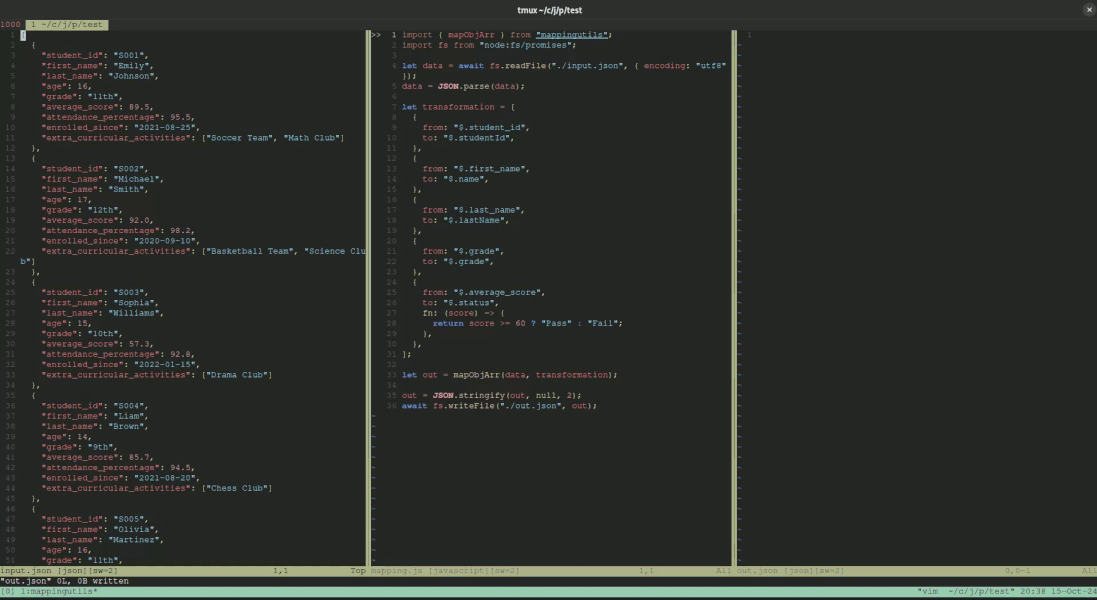 tmux ~/c/j/p/test
1000 1 ~/c/j/p/test
1 [
2 {
3 "student_id": "S001",
4 "first_name": "Emily",
5 "last_name": "Johnson",
6 "age": 16,
7 "grade": "11th",
8 "average_score": 89.5,
9 "attendance_percentage": 95.5,
10 "enrolled_since": "2021-08-25",
11 "extra_curricular_activities": ["Soccer Team", "Math Club"]
12 },
13 {
14 "student_id": "S002",
15 "first_name": "Michael",
16 "last_name": "Smith",
17 "age": 17,
18 "grade": "12th",
19 "average_score": 92.0,
20 "attendance_percentage": 98.2,
21 "enrolled_since": "2020-09-10",
22 "extra_curricular_activities": ["Basketball Team", "Science Clu
b"]
23 },
24 {
25 "student_id": "S003",
26 "first_name": "Sophia",
27 "last_name": "Williams",
28 "age": 15,
29 "grade": "10th",
30 "average_score": 57.3,
31 "attendance_percentage": 92.8,
32 "enrolled_since": "2022-01-15",
33 "extra_curricular_activities": ["Drama Club"]
34 },
35 {
36 "student_id": "S004",
37 "first_name": "Liam",
38 "last_name": "Brown",
39 "age": 14,
40 "grade": "9th",
41 "average_score": 85.7,
42 "attendance_percentage": 94.5,
43 "enrolled_since": "2021-08-20",
44 "extra_curricular_activities": ["Chess Club"]
45 },
46 {
47 "student_id": "S005",
48 "first_name": "Olivia",
49 "last_name": "Martinez",
50 "age": 16,
51 "grade": "11th",
input.json [json][sw=2] 1,1 Top
>> 1 import { mapObjArr } from "mappingutils";
2 import fs from "node:fs/promises";
3
4 let data = await fs.readFile("./input.json", { encoding: "utf8"
});
5 data = JSON.parse(data);
6
7 let transformation = [
8 {
9 from: "$.student_id",
10 to: "$.studentId",
11 },
12 {
13 from: "$.first_name",
14 to: "$.name",
15 },
16 {
17 from: "$.last_name",
18 to: "$.lastName",
19 },
20 {
21 from: "$.grade",
22 to: "$.grade",
23 },
24 {
25 from: "$.average_score",
26 to: "$.status",
27 fn: (score) => {
28 return score >= 60 ? "Pass" : "Fail";
29 },
30 },
31 ];
32
33 let out = mapObjArr(data, transformation);
34
35 out = JSON.stringify(out, null, 2);
36 await fs.writeFile("./out.json", out);
mapping.js [javascript][sw=2] 1,1 All
1
out.json [json][sw=2] 0,0-1 All
"out.json" 0L, 0B written
[0] 1:mappingutils* "vim ~/c/j/p/test" 20:38 15-Oct-24